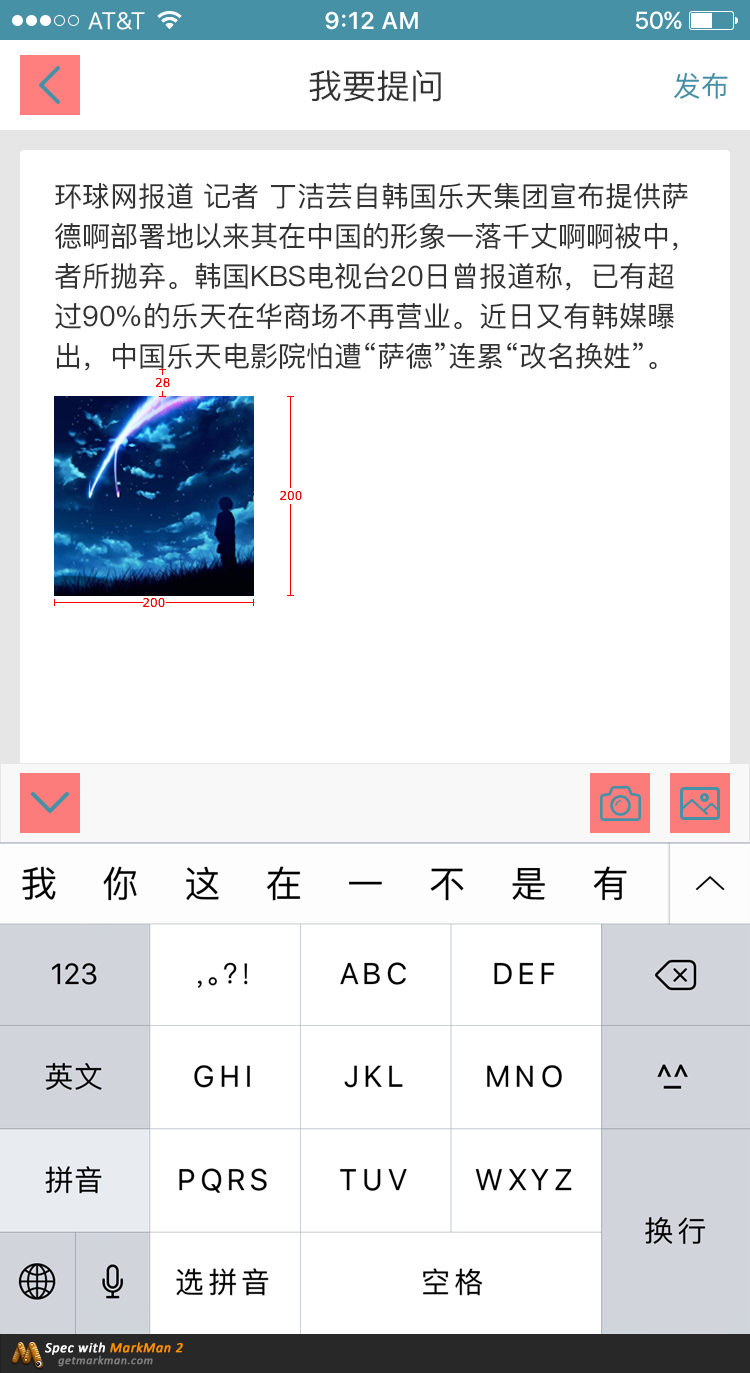 AT&T 9:12 AM 50%
我要提问 发布
环球网报道 记者 丁洁芸自韩国乐天集团宣布提供萨
德啊部署地以来其在中国的形象一落千丈啊啊被中，
者所抛弃。韩国KBS电视台20日曾报道称，已有超
过90%的乐天在华商场不再营业。近日又有韩媒曝
出，中国乐天电影院怕遭“萨德”连累“改名换姓”。
28
200
200
我 你 这 在 一 不 是 有
123 ,。?! ABC DEF
英文 GHI JKL MNO ^^
拼音 PQRS TUV WXYZ
换行
选拼音 空格
Spec with MarkMan 2
getmarkman.com